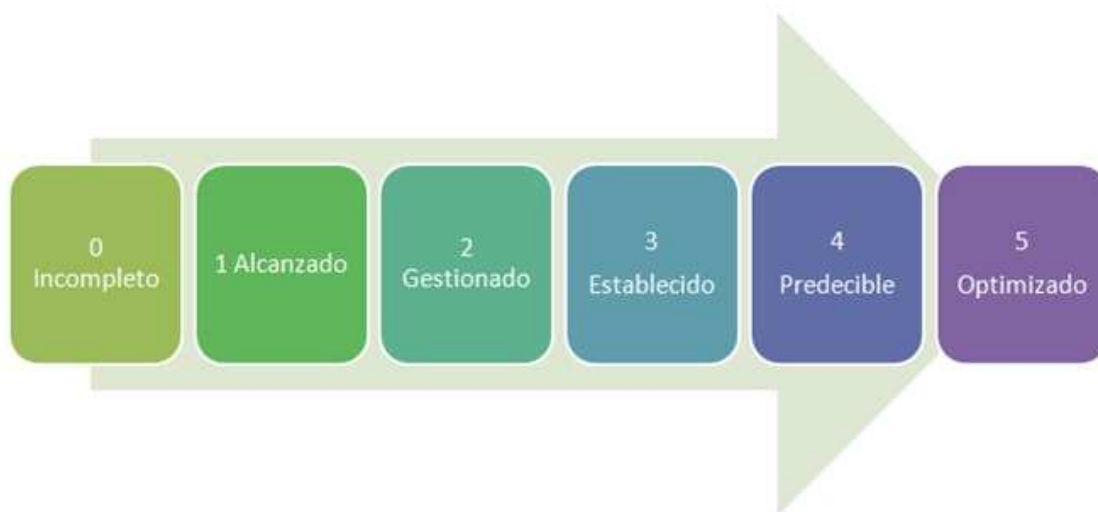 0
Incompleto
1 Alcanzado
2
Gestionado
3
Establecido
4
Predecible
5
Optimizado